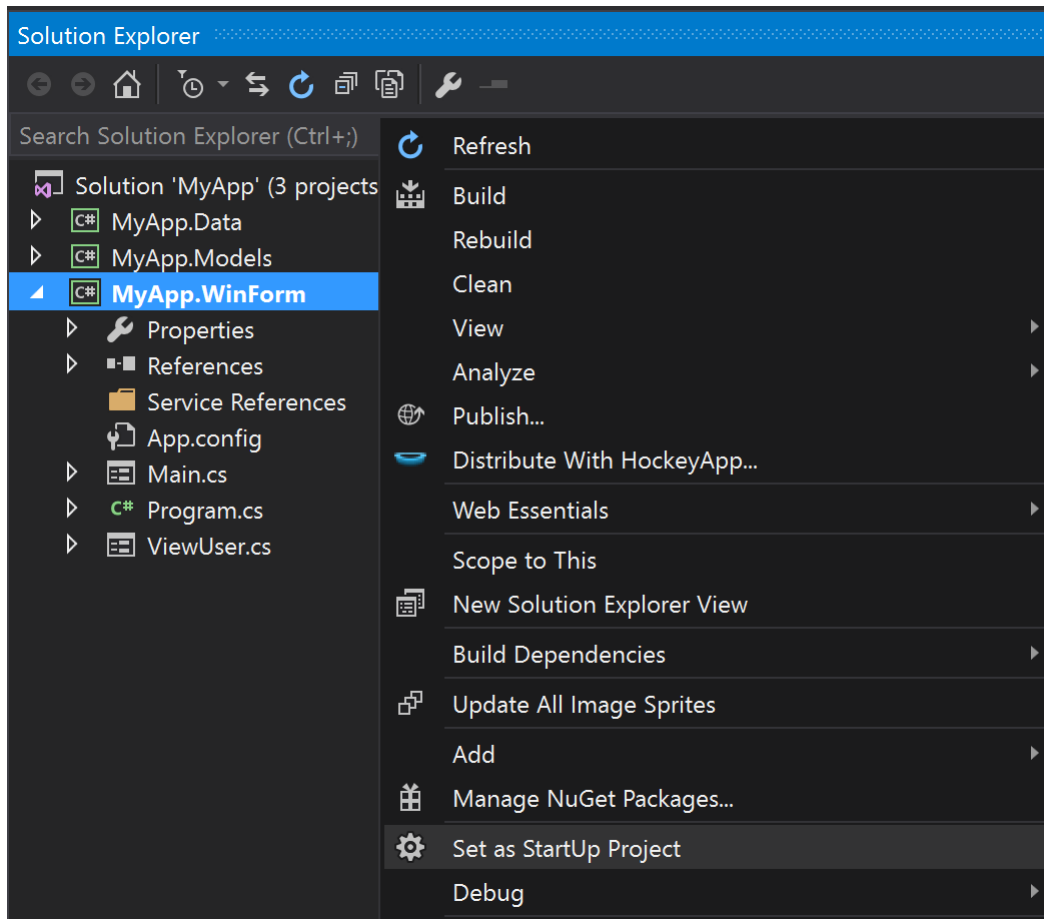 Solution Explorer
Search Solution Explorer (Ctrl+;)
Solution 'MyApp' (3 projects
C# MyApp.Data
C# MyApp.Models
C# MyApp.WinForm
Properties
References
Service References
App.config
Main.cs
C# Program.cs
ViewUser.cs
Refresh
Build
Rebuild
Clean
View
Analyze
Publish...
Distribute With HockeyApp...
Web Essentials
Scope to This
New Solution Explorer View
Build Dependencies
Update All Image Sprites
Add
Manage NuGet Packages...
Set as StartUp Project
Debug